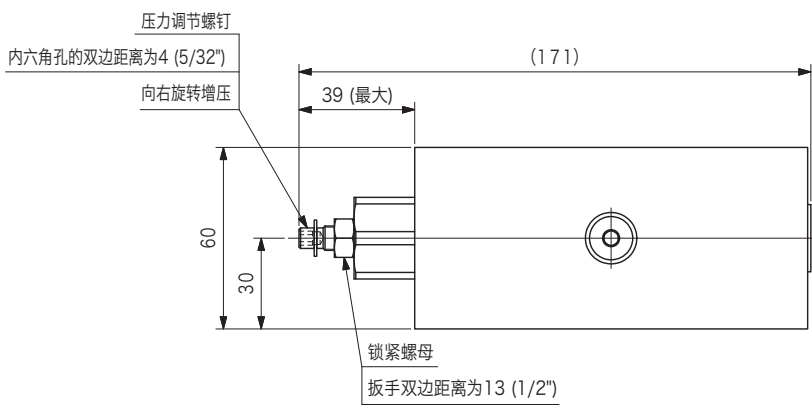 压力调节螺钉
内六角孔的双边距离为4 (5/32")
向右旋转增压
(171)
39 (最大)
60
30
锁紧螺母
扳手双边距离为13 (1/2")